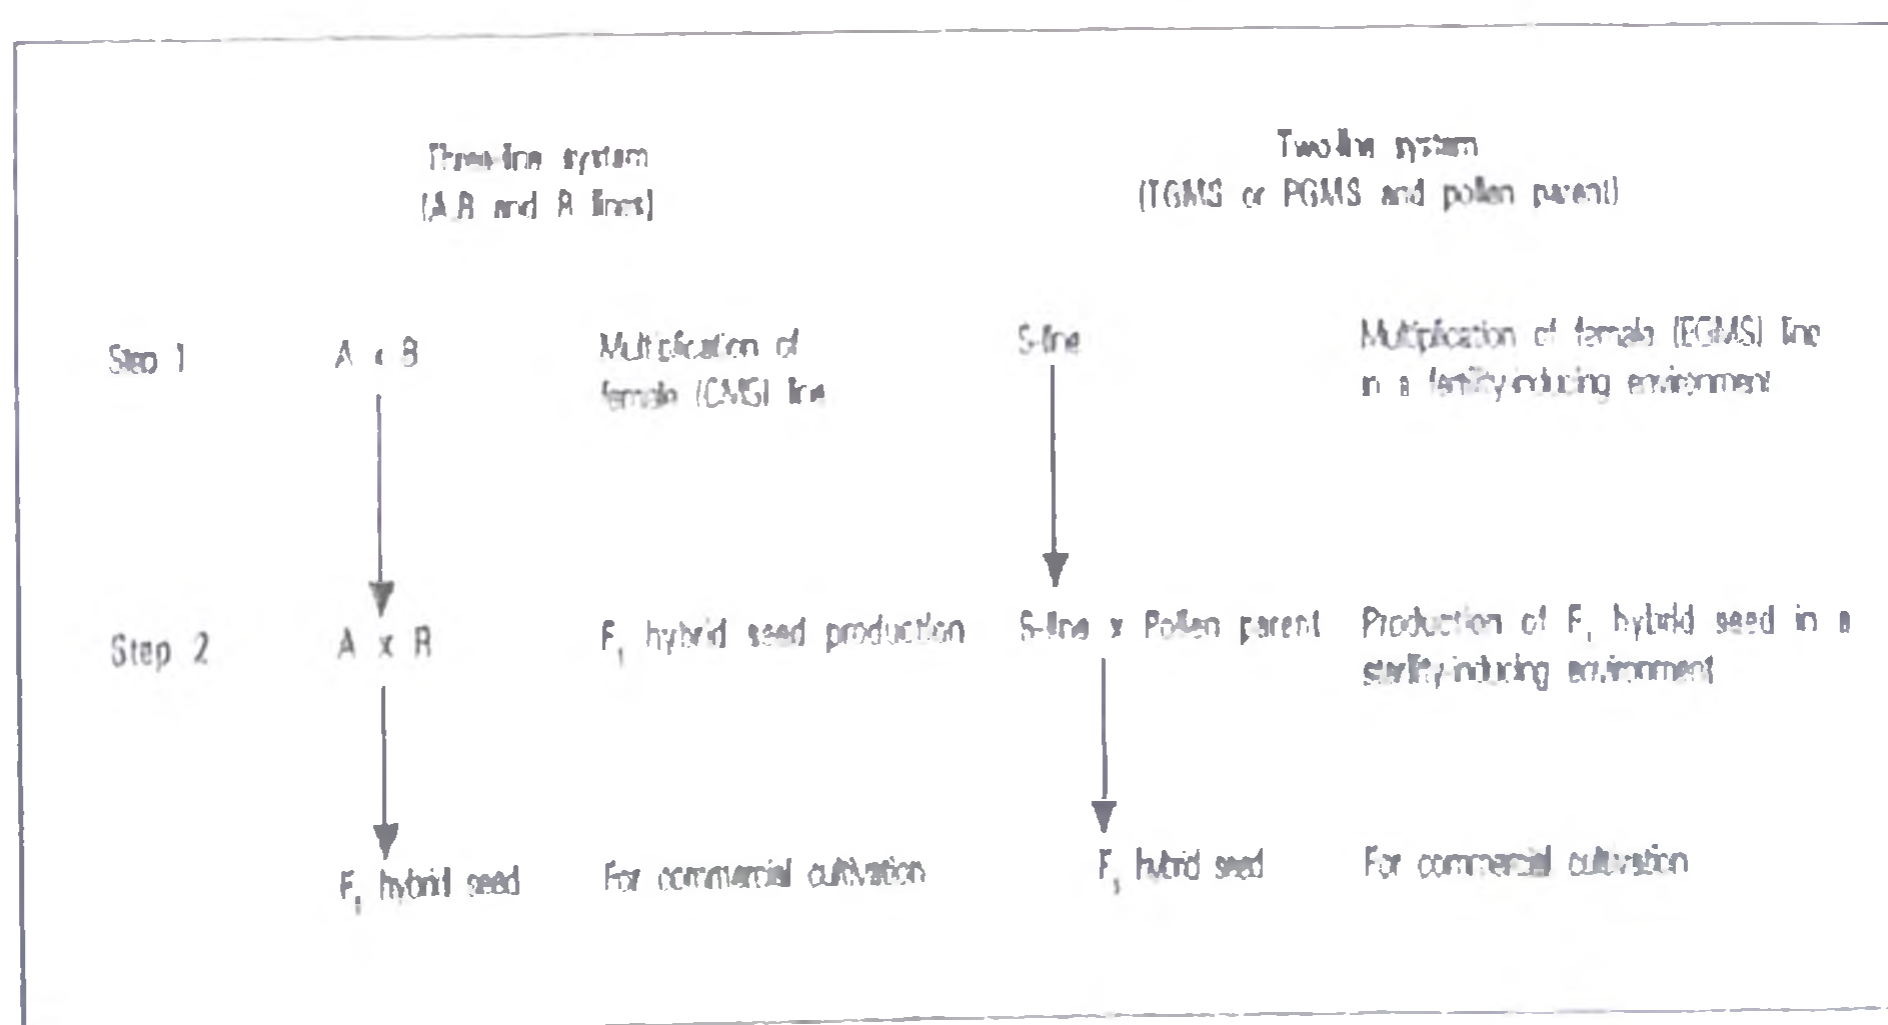 Three-line system
(A,B and R lines)
Two-line system
(TGMS or PGMS and pollen parent)
Step 1
A x B
Multiplication of
female (CMS) line
S-line
Multiplication of female (EGMS) line
in a fertility-inducing environment
Step 2
A x R
F₁ hybrid seed production
S-line x Pollen parent
Production of F₁ hybrid seed in a
sterility-inducing environment
F₁ hybrid seed
For commercial cultivation
F₁ hybrid seed
For commercial cultivation